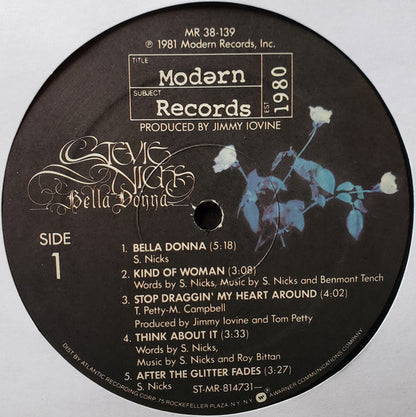 MR 38-139
℗ 1981 Modern Records, Inc.
TITLE
Modərn
SUBJECT
Records
EST 1980
PRODUCED BY JIMMY IOVINE
STEVIE
NICKS
Bella Donna
SIDE
1
1. BELLA DONNA (5:18)
S. Nicks
2. KIND OF WOMAN (3:08)
Words by S. Nicks, Music by S. Nicks and Benmont Tench
3. STOP DRAGGIN' MY HEART AROUND (4:02)
T. Petty-M. Campbell
Produced by Jimmy Iovine and Tom Petty
4. THINK ABOUT IT (3:33)
Words by S. Nicks,
Music by S. Nicks and Roy Bittan
5. AFTER THE GLITTER FADES (3:27)
S. Nicks
ST-MR-814731—
DIST BY ATLANTIC RECORDING CORP 75 ROCKEFELLER PLAZA, N.Y. N.Y. A WARNER COMMUNICATIONS COMPANY